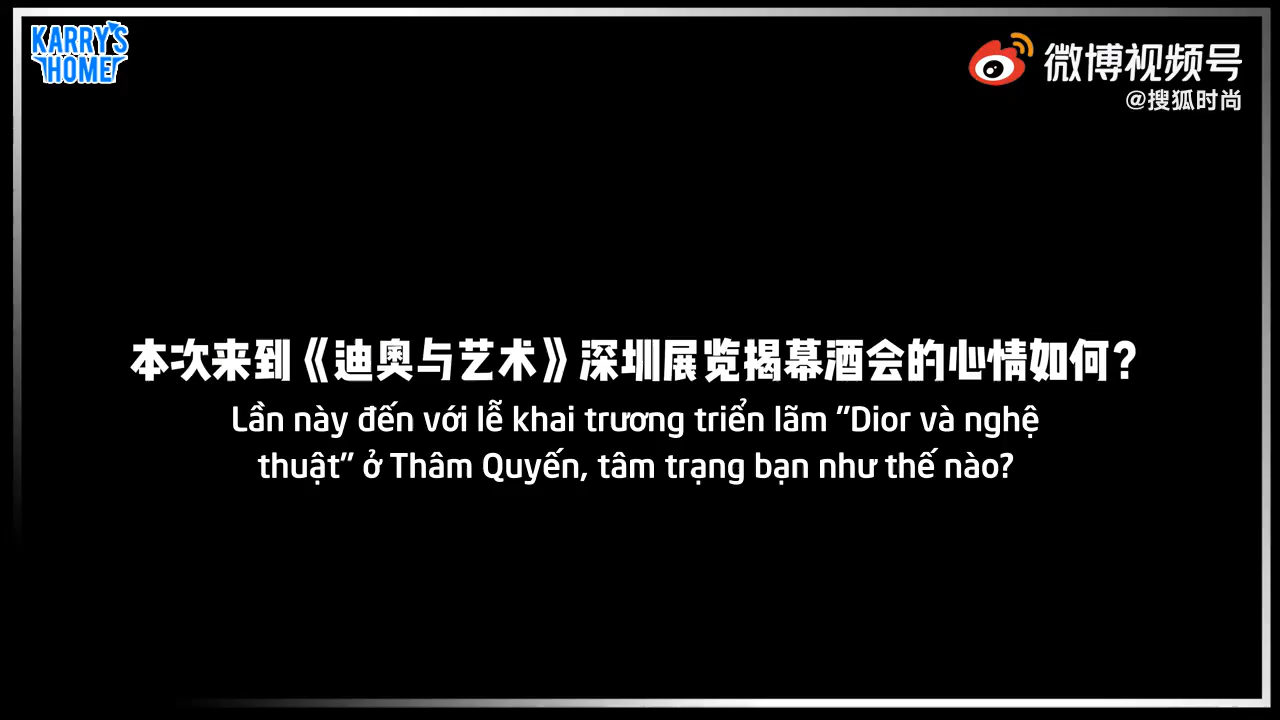 KARRY'S
HOME
微博视频号
@搜狐时尚
本次来到《迪奥与艺术》深圳展览揭幕酒会的心情如何?
Lần này đến với lễ khai trương triển lãm "Dior và nghệ
thuật" ở Thâm Quyến, tâm trạng bạn như thế nào?